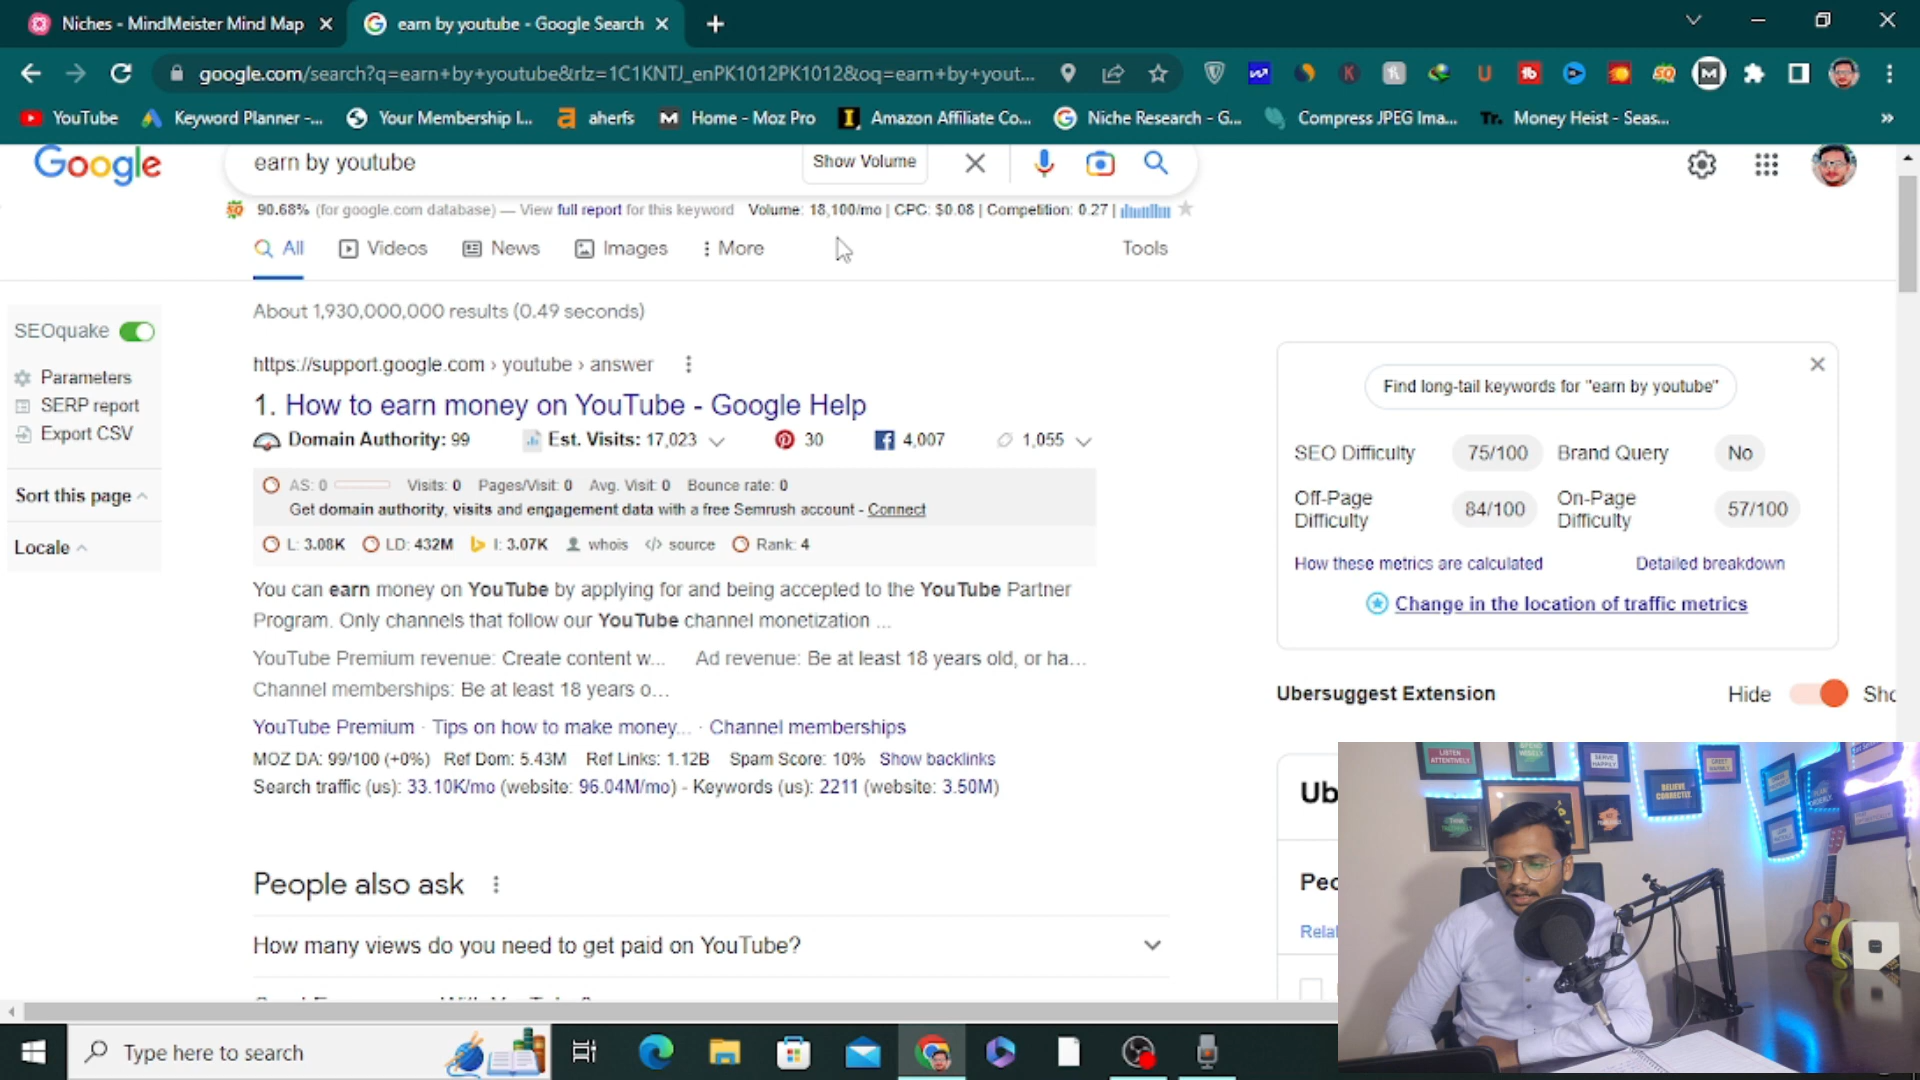 Niches - MindMeister Mind Map
earn by youtube - Google Search
google.com/search?q=earn+by+youtube&rlz=1C1KNTJ_enPK1012PK1012&oq=earn+by+yout...
YouTube
Keyword Planner -...
Your Membership I...
aherfs
Home - Moz Pro
Amazon Affiliate Co...
Niche Research - G...
Compress JPEG Ima...
Money Heist - Seas...
Google
earn by youtube
Show Volume
90.68% (for google.com database) — View full report for this keyword Volume: 18,100/mo | CPC: $0.08 | Competition: 0.27 |
All
Videos
News
Images
More
Tools
About 1,930,000,000 results (0.49 seconds)
SEOquake
Parameters
SERP report
Export CSV
Sort this page
Locale
https://support.google.com › youtube › answer
1. How to earn money on YouTube - Google Help
Domain Authority: 99 Est. Visits: 17,023 30 4,007 1,055
AS: 0 Visits: 0 Pages/Visit: 0 Avg. Visit: 0 Bounce rate: 0
Get domain authority, visits and engagement data with a free Semrush account - Connect
L: 3.08K LD: 432M I: 3.07K whois source Rank: 4
You can earn money on YouTube by applying for and being accepted to the YouTube Partner
Program. Only channels that follow our YouTube channel monetization ...
YouTube Premium revenue: Create content w... Ad revenue: Be at least 18 years old, or ha...
Channel memberships: Be at least 18 years o...
YouTube Premium · Tips on how to make money... · Channel memberships
MOZ DA: 99/100 (+0%) Ref Dom: 5.43M Ref Links: 1.12B Spam Score: 10% Show backlinks
Search traffic (us): 33.10K/mo (website: 96.04M/mo) - Keywords (us): 2211 (website: 3.50M)
People also ask
How many views do you need to get paid on YouTube?
Find long-tail keywords for "earn by youtube"
SEO Difficulty 75/100 Brand Query No
Off-Page Difficulty 84/100 On-Page Difficulty 57/100
How these metrics are calculated Detailed breakdown
Change in the location of traffic metrics
Ubersuggest Extension Hide Sho
Ub
Peo
Relat
LISTEN ATTENTIVELY
SPEND WISELY
SERVE HAPPILY
BELIEVE CORRECTLY
Type here to search